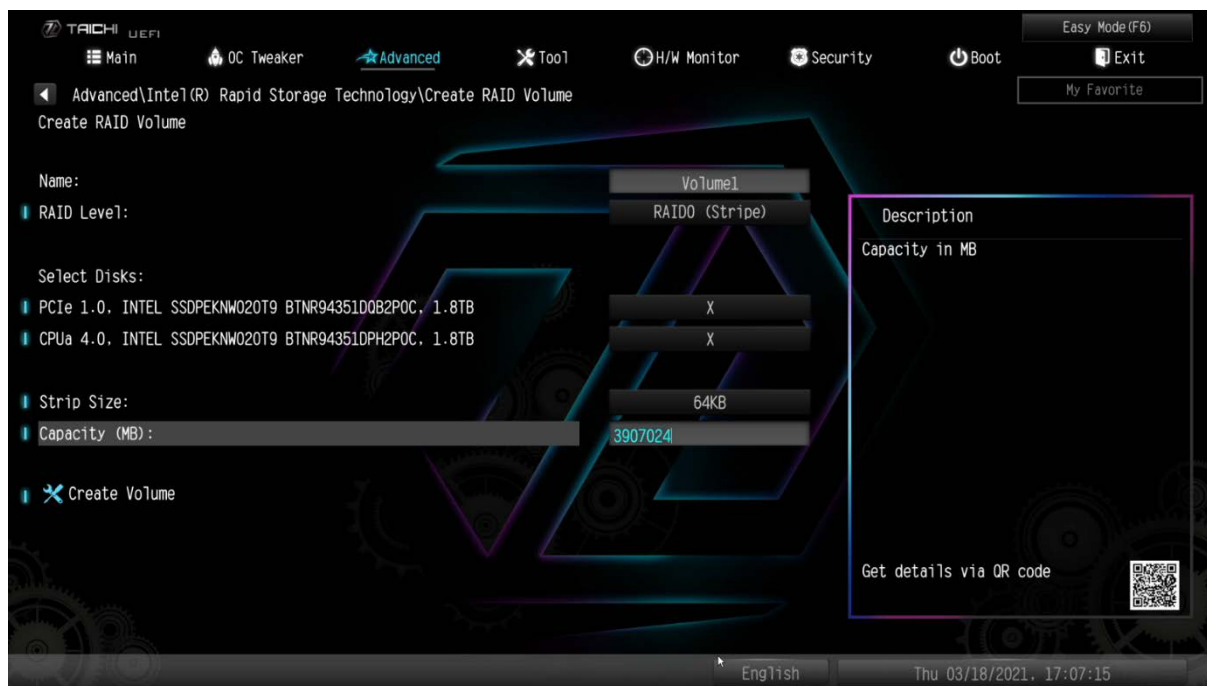 TAICHI UEFI
Easy Mode(F6)
Main OC Tweaker Advanced Tool H/W Monitor Security Boot Exit
Advanced\Intel(R) Rapid Storage Technology\Create RAID Volume
My Favorite
Create RAID Volume
Name: Volume1
RAID Level: RAID0 (Stripe)
Description
Capacity in MB
Select Disks:
PCIe 1.0, INTEL SSDPEKNW020T9 BTNR94351DQB2P0C, 1.8TB X
CPUa 4.0, INTEL SSDPEKNW020T9 BTNR94351DPH2P0C, 1.8TB X
Strip Size: 64KB
Capacity (MB): 3907024
Create Volume
Get details via QR code
English Thu 03/18/2021, 17:07:15